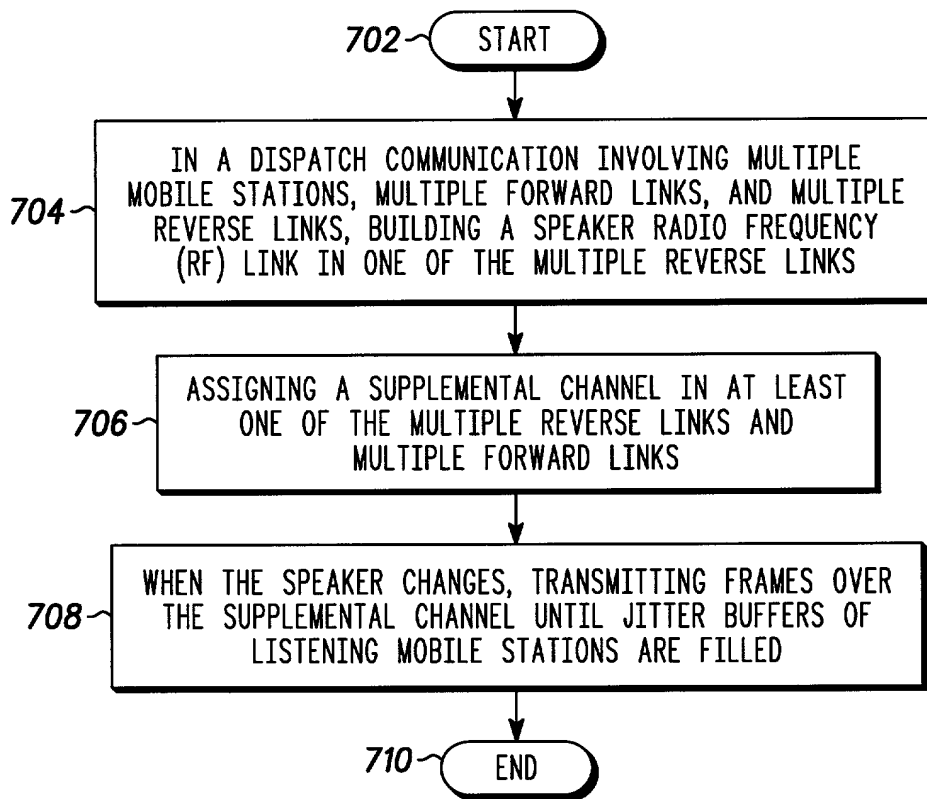 702
START
704
IN A DISPATCH COMMUNICATION INVOLVING MULTIPLE
MOBILE STATIONS, MULTIPLE FORWARD LINKS, AND MULTIPLE
REVERSE LINKS, BUILDING A SPEAKER RADIO FREQUENCY
(RF) LINK IN ONE OF THE MULTIPLE REVERSE LINKS
706
ASSIGNING A SUPPLEMENTAL CHANNEL IN AT LEAST
ONE OF THE MULTIPLE REVERSE LINKS AND
MULTIPLE FORWARD LINKS
708
WHEN THE SPEAKER CHANGES, TRANSMITTING FRAMES OVER
THE SUPPLEMENTAL CHANNEL UNTIL JITTER BUFFERS OF
LISTENING MOBILE STATIONS ARE FILLED
710
END